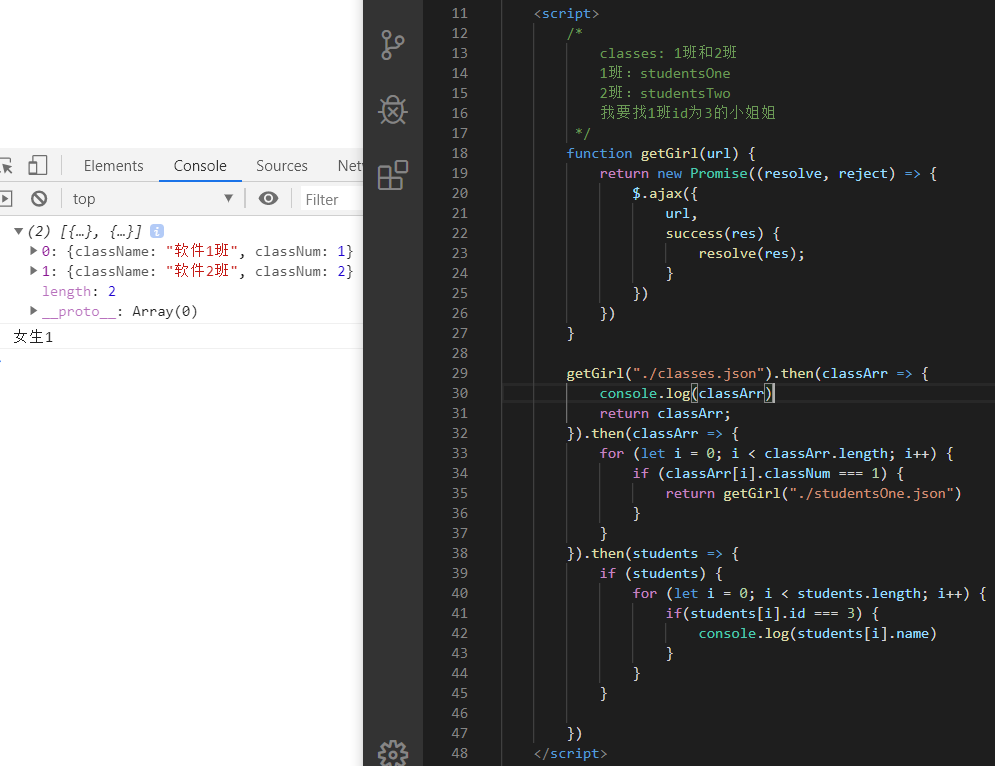 Elements Console Sources Net
top Filter
(2) [{…}, {…}] i
0: {className: "软件1班", classNum: 1}
1: {className: "软件2班", classNum: 2}
length: 2
__proto__: Array(0)
女生1
11 <script>
12 /*
13 classes: 1班和2班
14 1班：studentsOne
15 2班：studentsTwo
16 我要找1班id为3的小姐姐
17 */
18 function getGirl(url) {
19 return new Promise((resolve, reject) => {
20 $.ajax({
21 url,
22 success(res) {
23 resolve(res);
24 }
25 })
26 })
27 }
28
29 getGirl("./classes.json").then(classArr => {
30 console.log(classArr)
31 return classArr;
32 }).then(classArr => {
33 for (let i = 0; i < classArr.length; i++) {
34 if (classArr[i].classNum === 1) {
35 return getGirl("./studentsOne.json")
36 }
37 }
38 }).then(students => {
39 if (students) {
40 for (let i = 0; i < students.length; i++) {
41 if(students[i].id === 3) {
42 console.log(students[i].name)
43 }
44 }
45 }
46
47 })
48 </script>